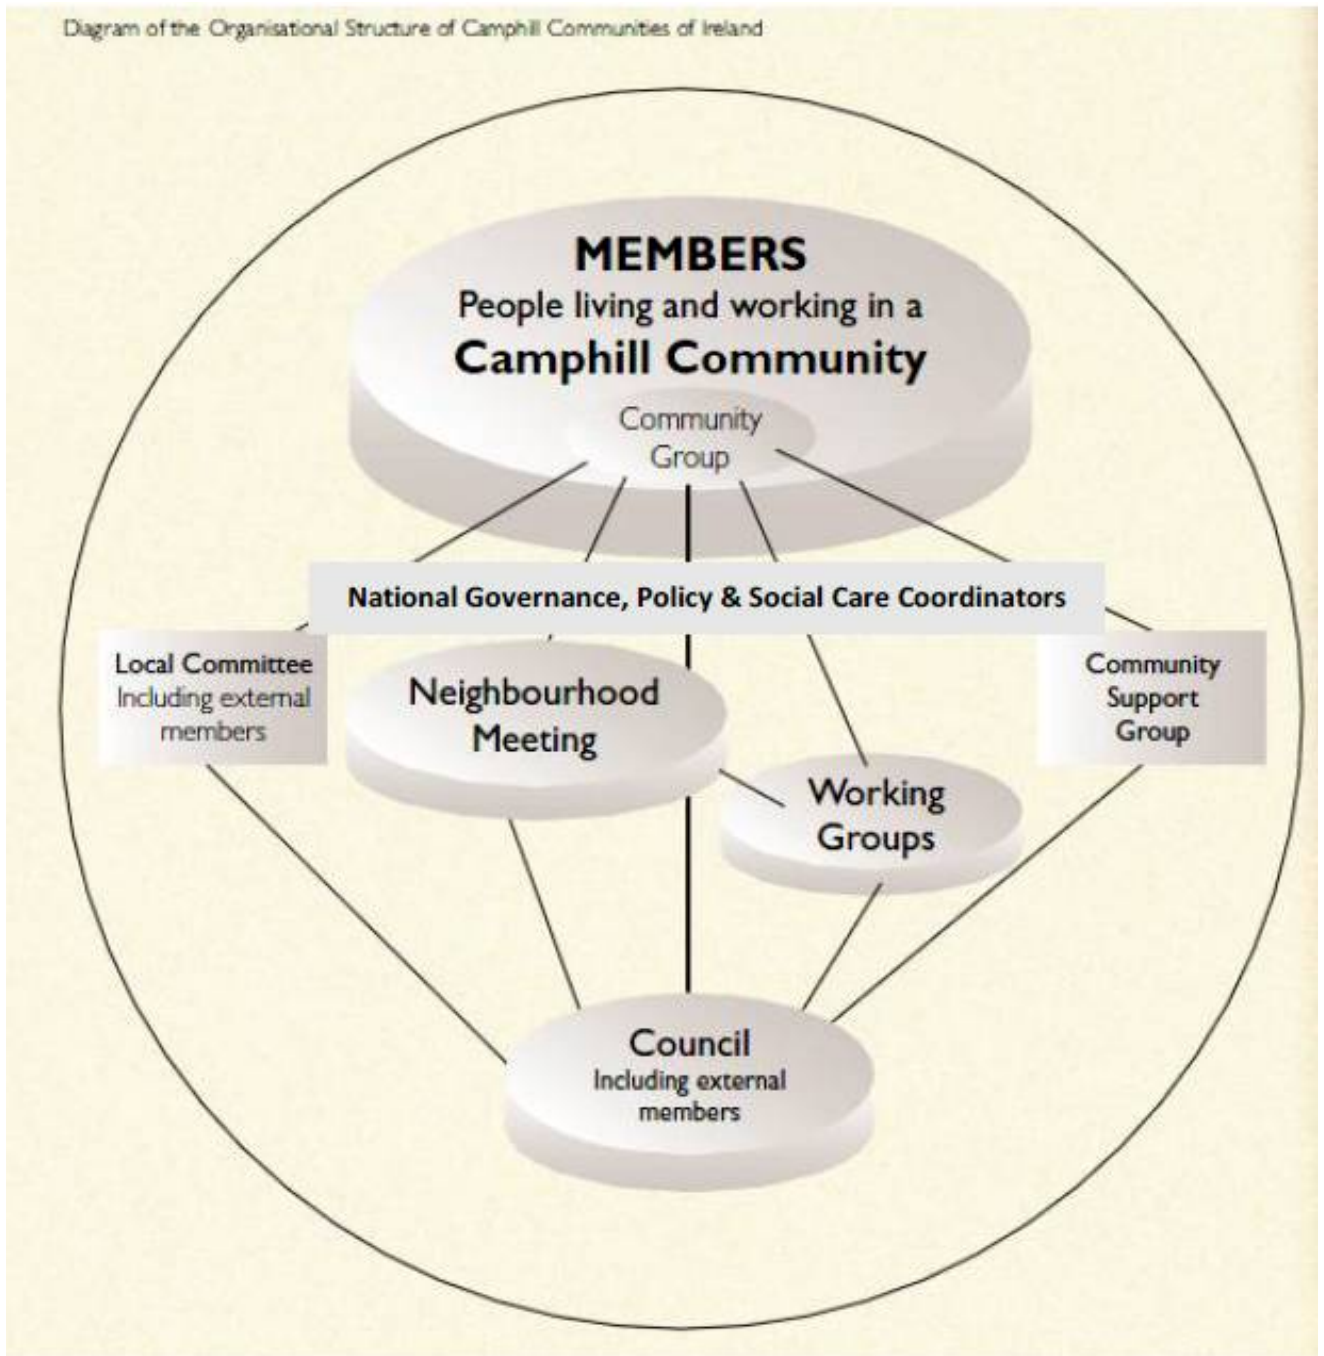 Diagram of the Organisational Structure of Camphill Communities of Ireland
MEMBERS
People living and working in a
Camphill Community
Community
Group
National Governance, Policy & Social Care Coordinators
Local Committee
Including external
members
Neighbourhood
Meeting
Community
Support
Group
Working
Groups
Council
Including external
members